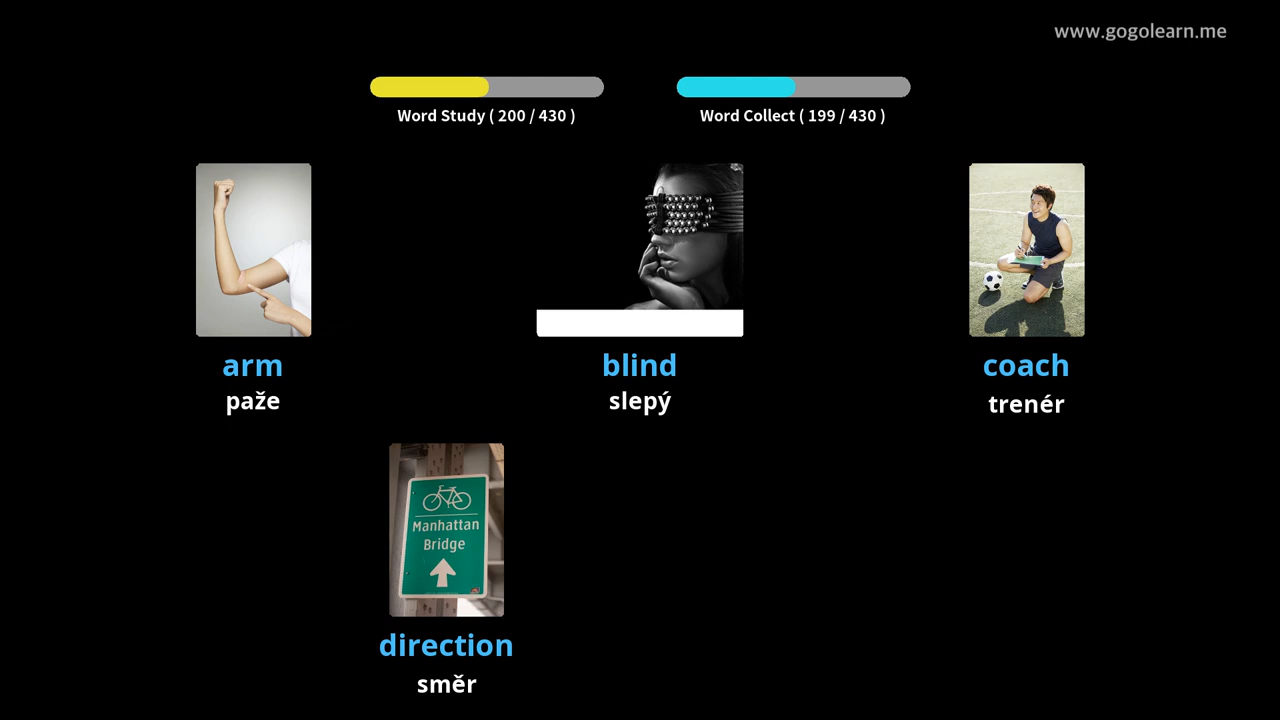 www.gogolearn.me
Word Study ( 200 / 430 )
Word Collect ( 199 / 430 )
arm
paže
blind
slepý
coach
trenér
Manhattan
Bridge
direction
směr